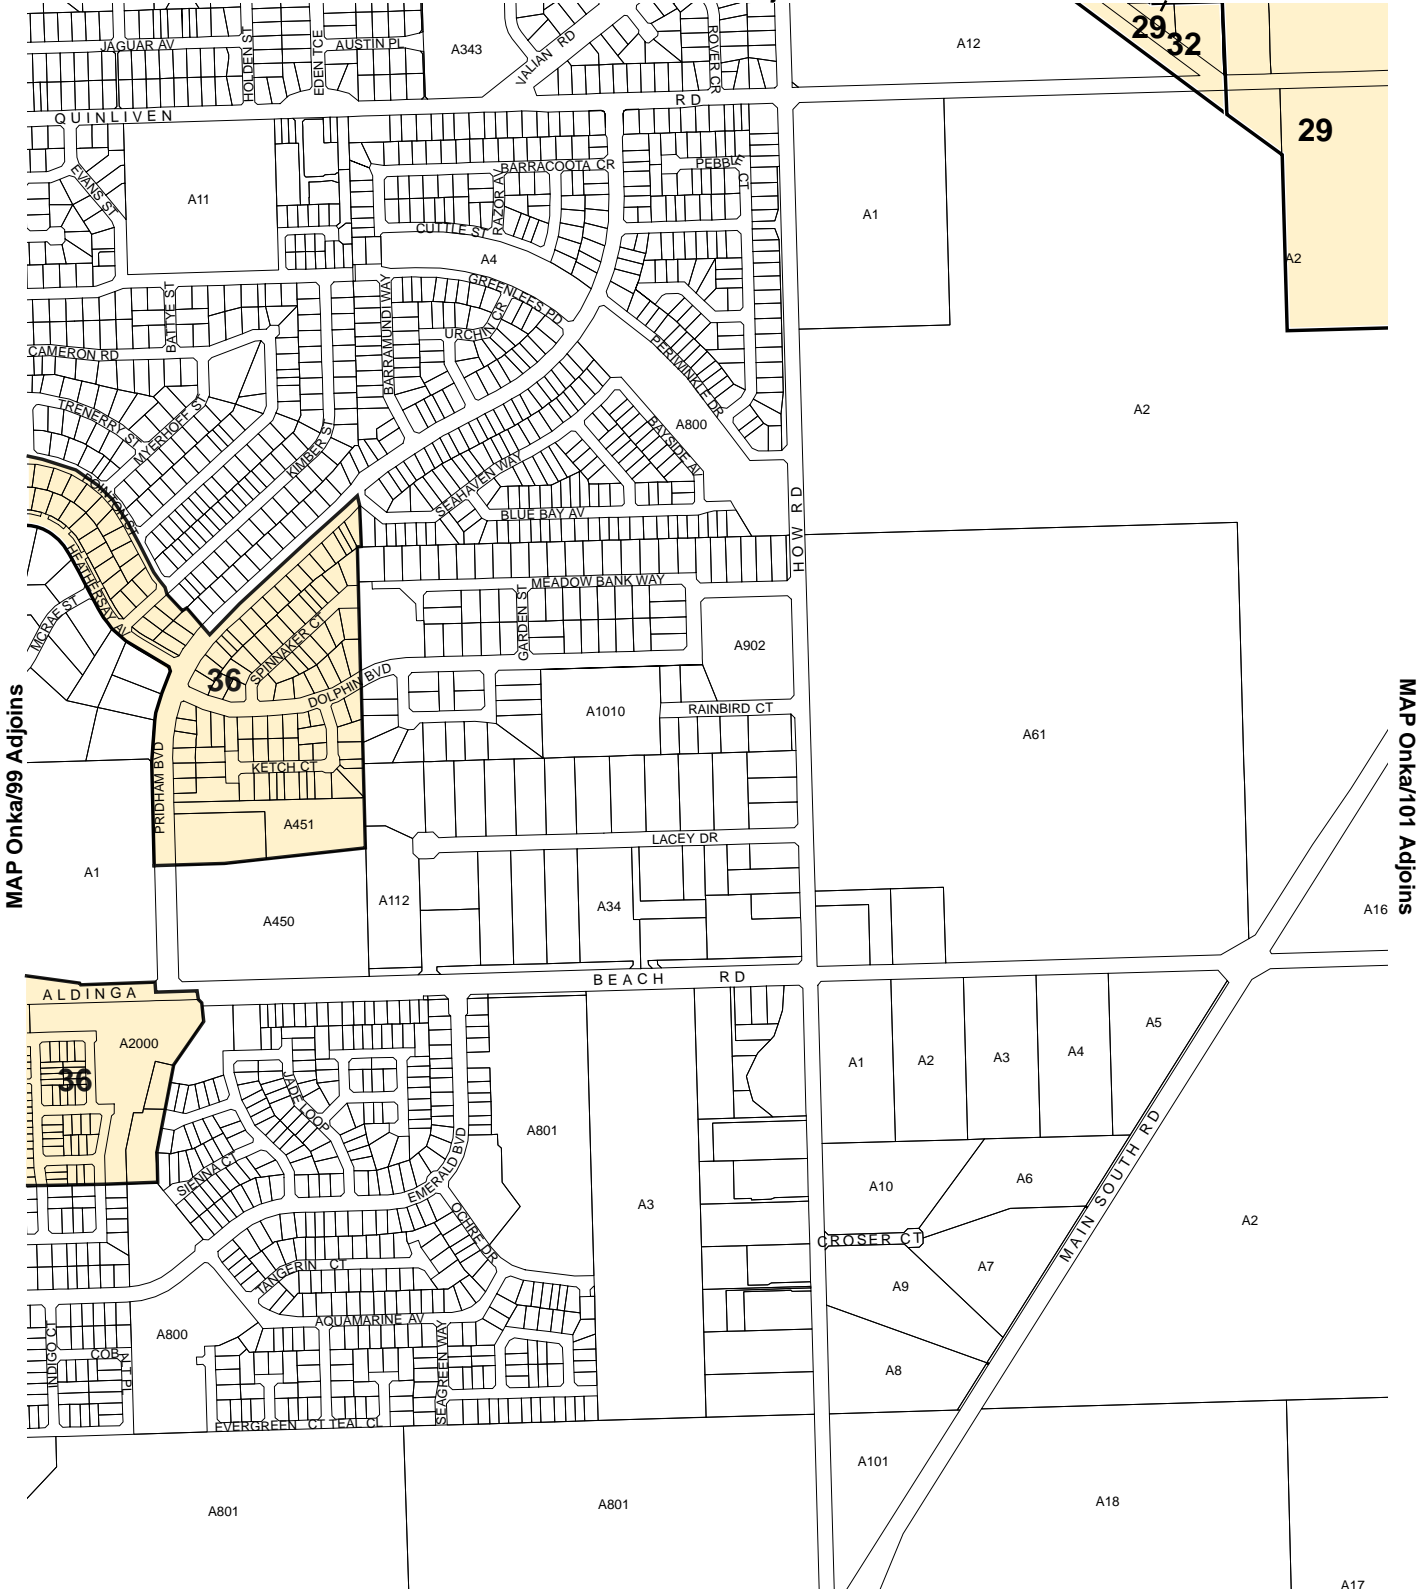 JAGUAR AV
HOLDEN ST
EDEN TCE
AUSTIN PL
A343
VALIAN RD
ROVER CR
A12
29
32
QUINLIVEN RD
29
EVANS ST
A11
BARRACOOTA CR
RAZOR AV
PEBBLE CT
A1
CUTTLE ST
A4
A2
GREENLEES PD
BATTYE ST
BARRAMUNDI WAY
URCHIN CR
CAMERON RD
PERIWINKLE DR
TRENERRY ST
MYERHOFF ST
KIMBER ST
A800
A2
BAYSIDE AV
SEAHAVEN WAY
POINTON ST
BLUE BAY AV
HOW RD
HEATHERSAY AV
MEADOW BANK WAY
GARDEN ST
MCRAE ST
SPINNAKER CT
36
DOLPHIN BVD
A902
A1010
RAINBIRD CT
A61
MAP Onka/99 Adjoins
MAP Onka/101 Adjoins
PRIDHAM BVD
KETCH CT
A451
LACEY DR
A1
A450
A112
A34
A16
ALDINGA BEACH RD
A2000
36
JADE LOOP
A801
A1
A2
A3
A4
A5
SIENNA CT
EMERALD BVD
OCHRE DR
A3
A10
A6
MAIN SOUTH RD
A2
CROSER CT
TANGERIN CT
A9
A7
AQUAMARINE AV
A800
INDIGO CT
COBALT PL
SEAGREEN WAY
A8
EVERGREEN CT
TEAL CL
A101
A801
A801
A18
A17